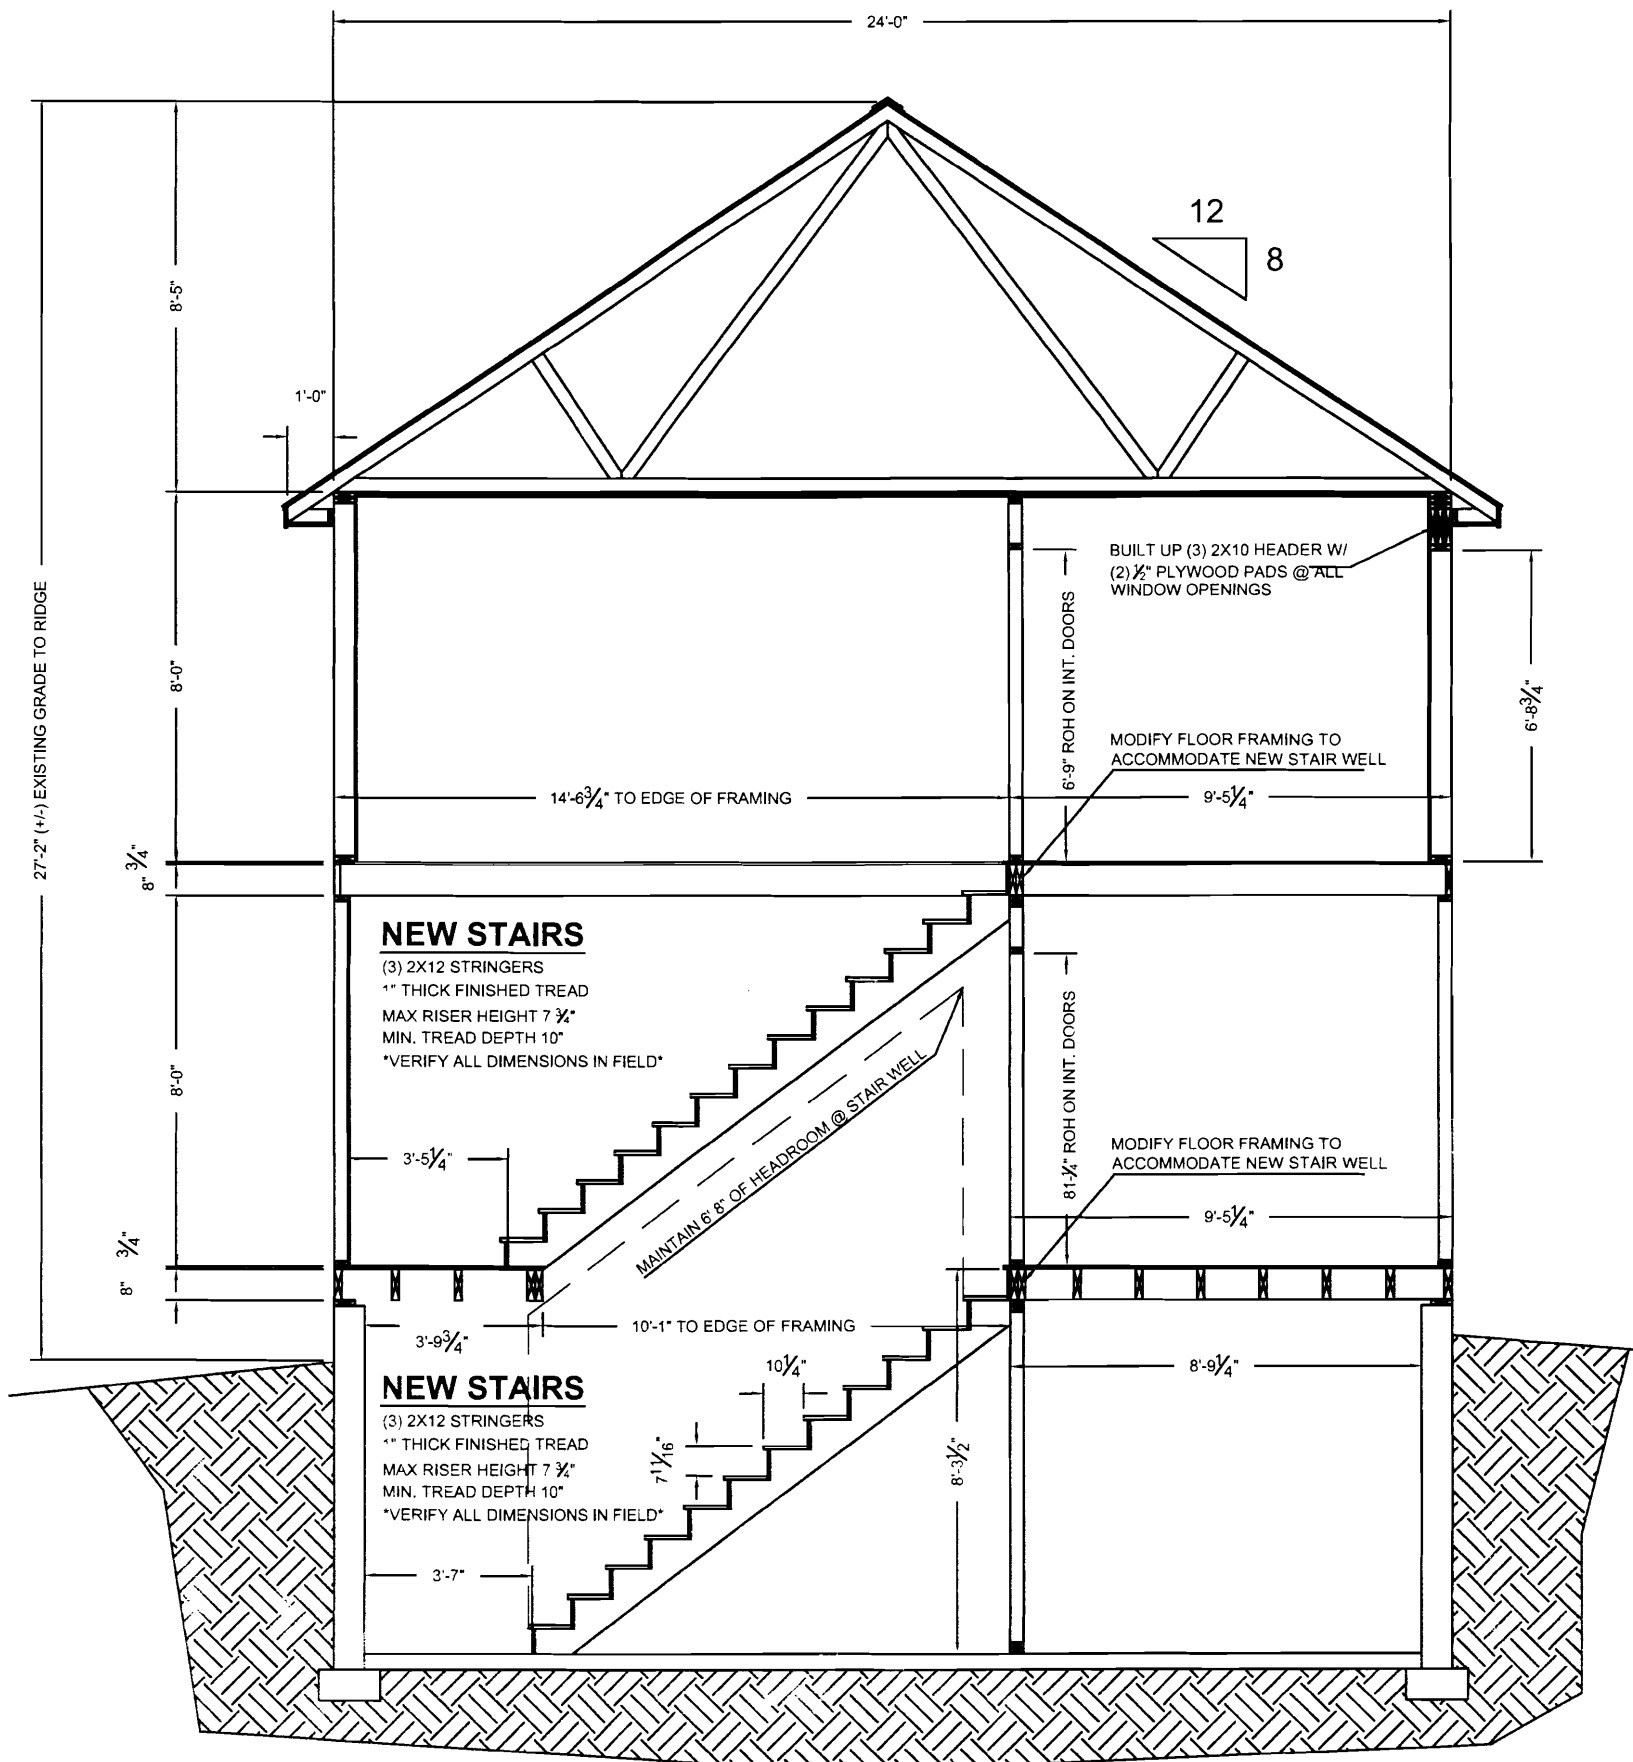 24'-0"
12
8
8'-5"
1'-0"
27'-2" (+/-) EXISTING GRADE TO RIDGE
BUILT UP (3) 2X10 HEADER W/
(2) ½" PLYWOOD PADS @ ALL
WINDOW OPENINGS
8'-0"
6'-9" ROH ON INT. DOORS
6'-8¾"
MODIFY FLOOR FRAMING TO
ACCOMMODATE NEW STAIR WELL
14'-6¾" TO EDGE OF FRAMING
9'-5¼"
¾"
8"
NEW STAIRS
(3) 2X12 STRINGERS
1" THICK FINISHED TREAD
MAX RISER HEIGHT 7 ¾"
MIN. TREAD DEPTH 10"
*VERIFY ALL DIMENSIONS IN FIELD*
8'-0"
81-¼" ROH ON INT. DOORS
MAINTAIN 6' 8" OF HEADROOM @ STAIR WELL
3'-5¼"
MODIFY FLOOR FRAMING TO
ACCOMMODATE NEW STAIR WELL
9'-5¼"
¾"
8"
3'-9¾"
10'-1" TO EDGE OF FRAMING
10¼"
8'-9¼"
NEW STAIRS
(3) 2X12 STRINGERS
1" THICK FINISHED TREAD
MAX RISER HEIGHT 7 ¾"
MIN. TREAD DEPTH 10"
*VERIFY ALL DIMENSIONS IN FIELD*
7 11/16"
8'-3½"
3'-7"